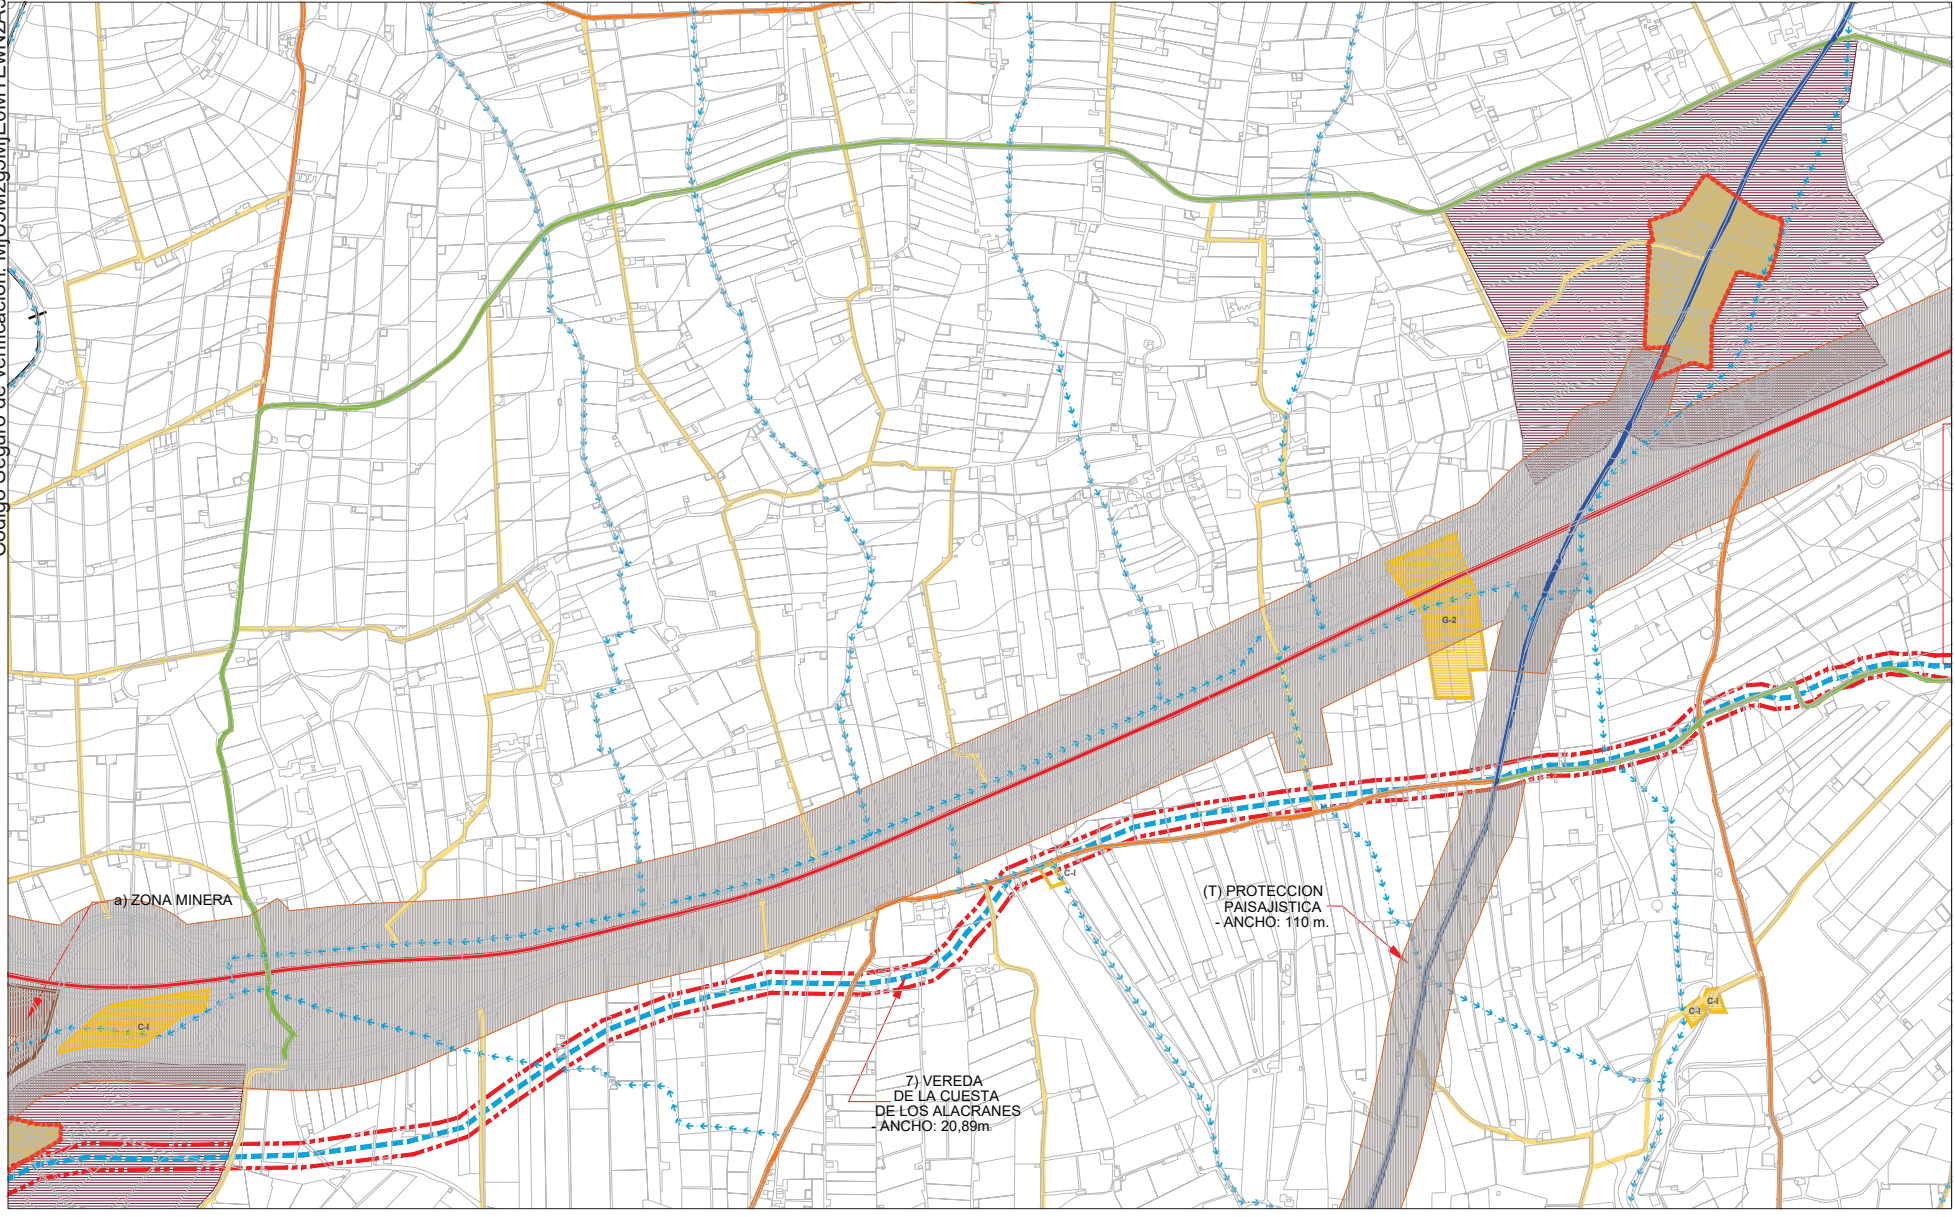 G-2
a) ZONA MINERA
C-I
C-I
(T) PROTECCION
PAISAJISTICA
- ANCHO: 110 m.
C-I
C-I
7) VEREDA
DE LA CUESTA
DE LOS ALACRANES
- ANCHO: 20,89m